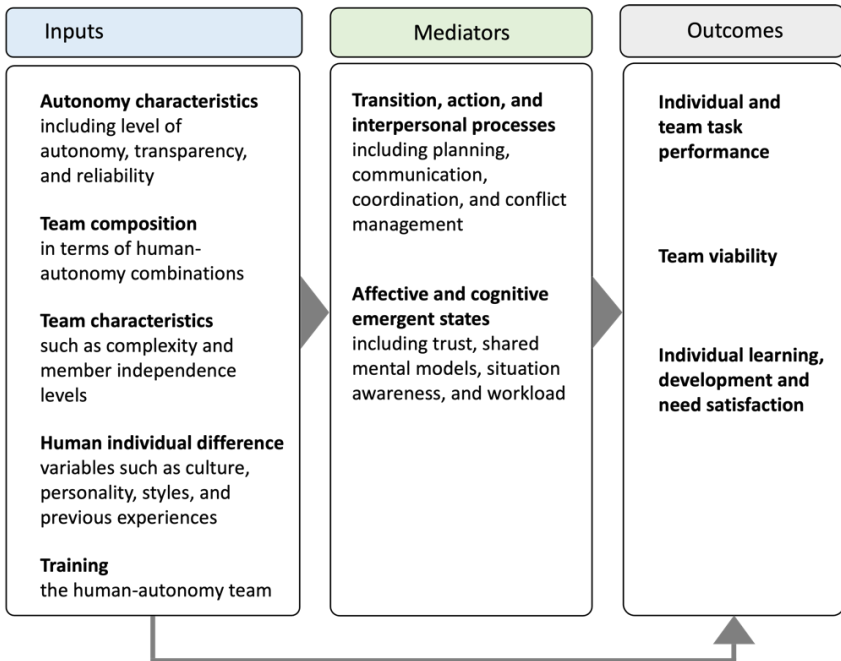 Inputs
Autonomy characteristics
including level of
autonomy, transparency,
and reliability
Team composition
in terms of human-
autonomy combinations
Team characteristics
such as complexity and
member independence
levels
Human individual difference
variables such as culture,
personality, styles, and
previous experiences
Training
the human-autonomy team
Mediators
Transition, action, and
interpersonal processes
including planning,
communication,
coordination, and conflict
management
Affective and cognitive
emergent states
including trust, shared
mental models, situation
awareness, and workload
Outcomes
Individual and
team task
performance
Team viability
Individual learning,
development and
need satisfaction